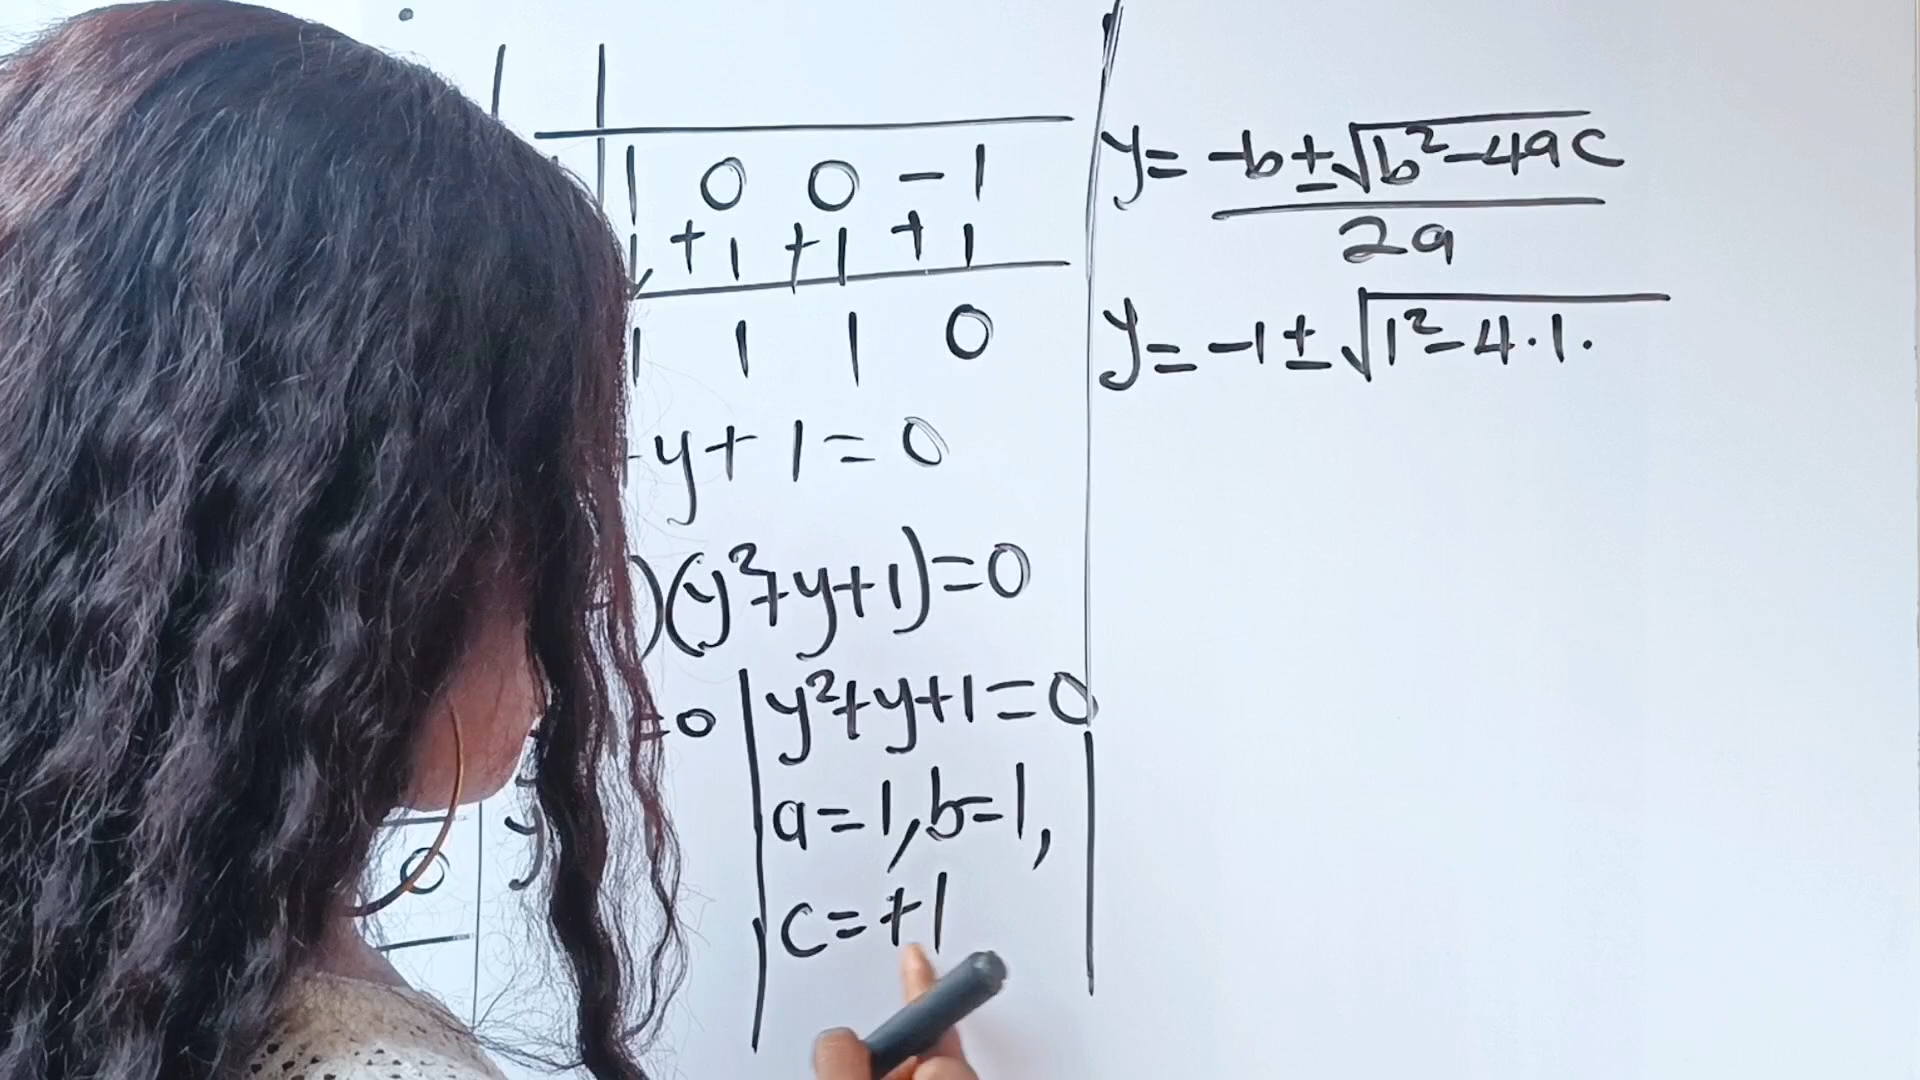 1 0 0 -1
+1 +1 +1
1 1 1 0
y + 1 = 0
)(y²+y+1)=0
=0
y²+y+1=0
y
a=1, b=1,
c=+1
y= -b±√b²-4ac
2a
y= -1±√1²-4·1·